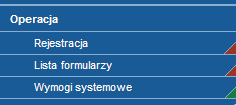 Operacja
Rejestracja
Lista formularzy
Wymogi systemowe